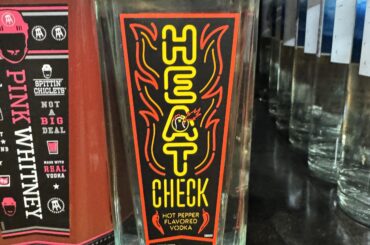 PINK WHITNEY
SPITTIN'
CHICLETS
NOT A
BIG
DEAL
MADE WITH
REAL
VODKA
HEAT
CHECK
HOT PEPPER
FLAVORED
VODKA